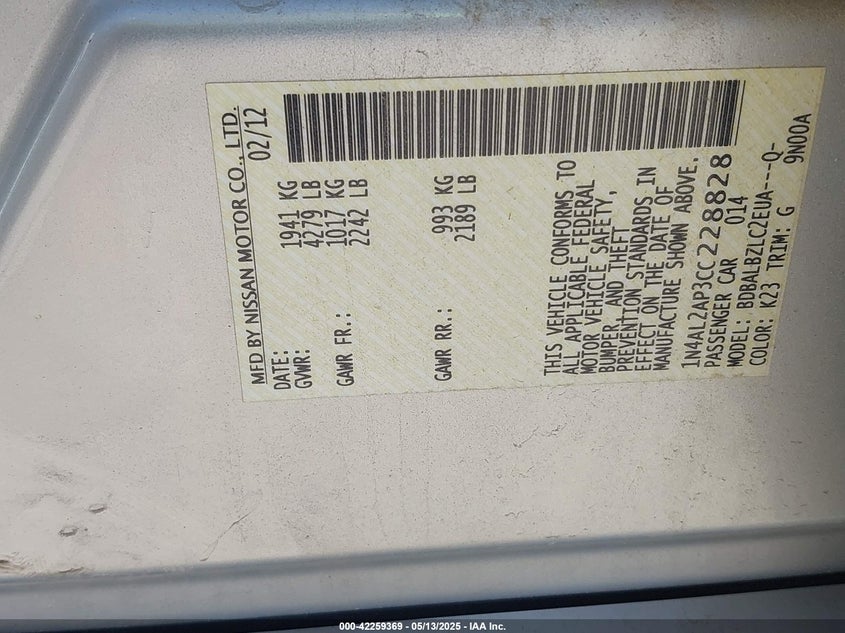 MFD BY NISSAN MOTOR CO., LTD.
DATE: 02/12
GVWR: 1941 KG
4279 LB
GAWR FR.: 1017 KG
2242 LB
GAWR RR.: 993 KG
2189 LB
THIS VEHICLE CONFORMS TO
ALL APPLICABLE FEDERAL
MOTOR VEHICLE SAFETY,
BUMPER, AND THEFT
PREVENTION STANDARDS IN
EFFECT ON THE DATE OF
MANUFACTURE SHOWN ABOVE.
1N4AL2AP3CC228828
PASSENGER CAR 014
MODEL: BDBALBZLC2EUA---Q-
COLOR: K23 TRIM: G 9N00A
000-42259369 - 05/13/2025 - IAA Inc.